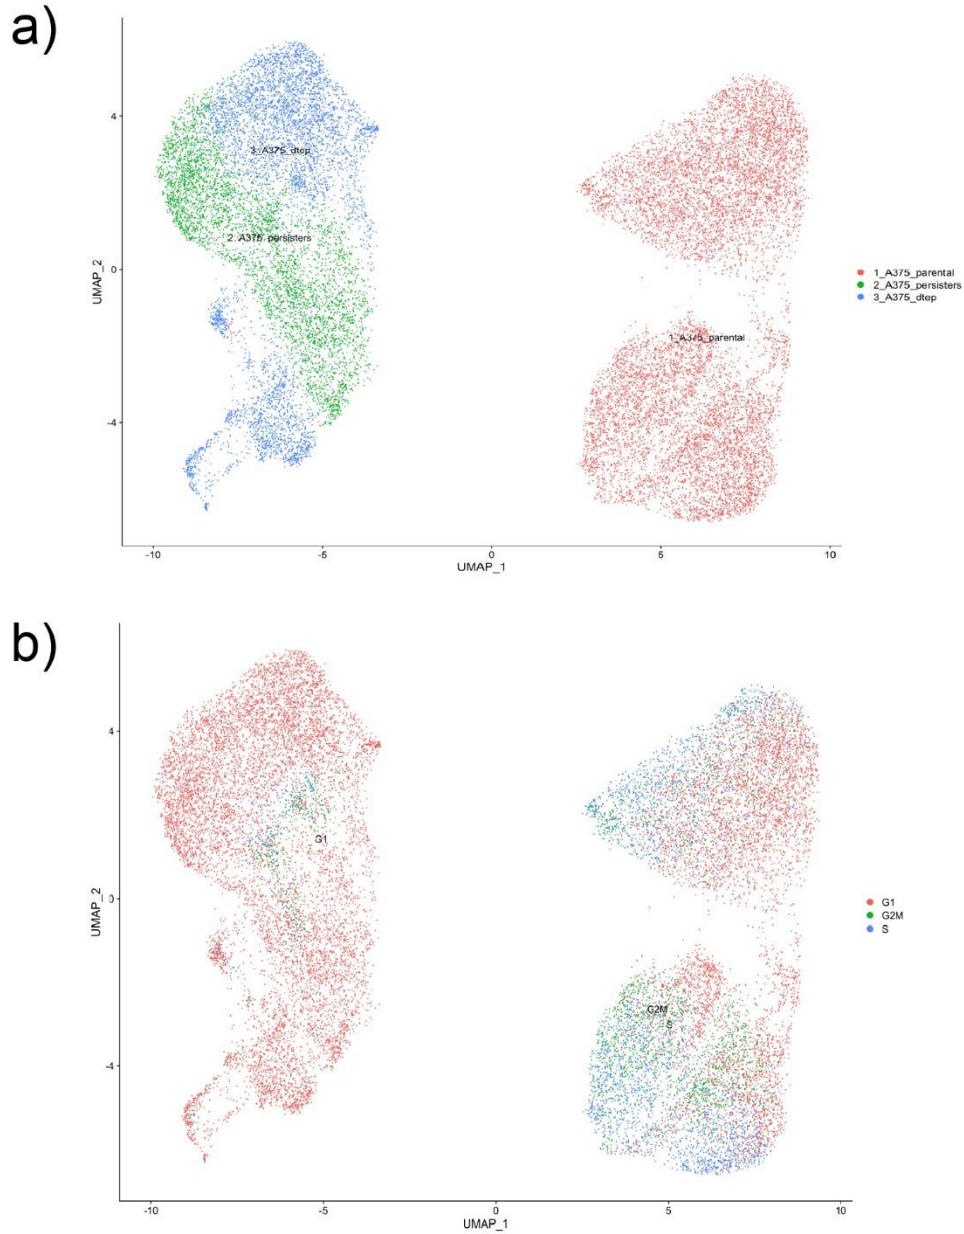 a)
4
3_A375_dtep
2_A375_persisters
0
UMAP_2
1_A375_parental
2_A375_persisters
3_A375_dtep
1_A375_parental
-4
-10
-5
0
5
10
UMAP_1
b)
4
G1
0
UMAP_2
G1
G2M
S
G2M
S
-4
-10
-5
0
5
10
UMAP_1